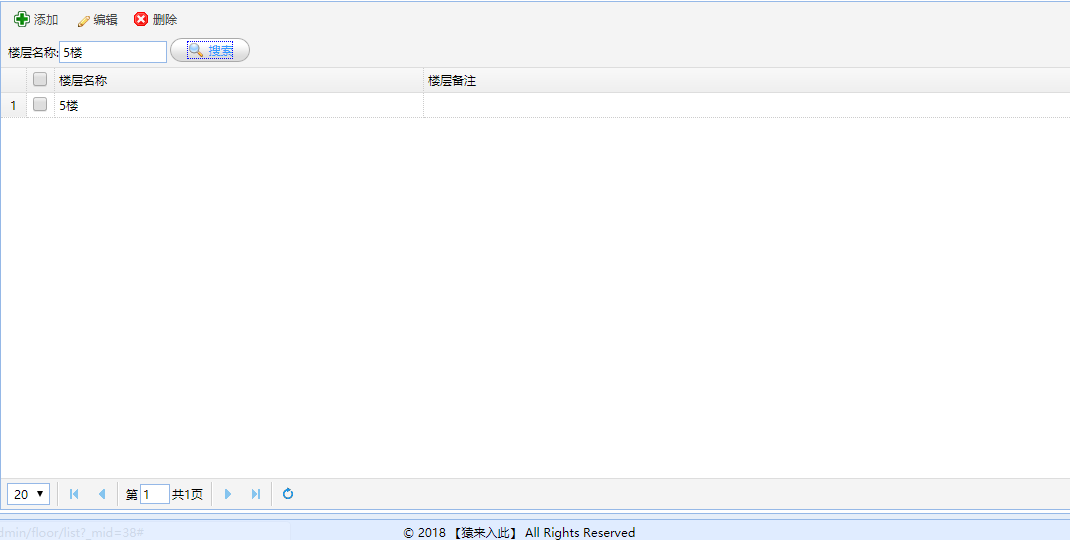 添加 编辑 删除
楼层名称: 5楼 搜索
楼层名称 楼层备注
1 5楼
20 第 1 共1页
dmin/floor/list?_mid=38# © 2018 【猿来入此】 All Rights Reserved